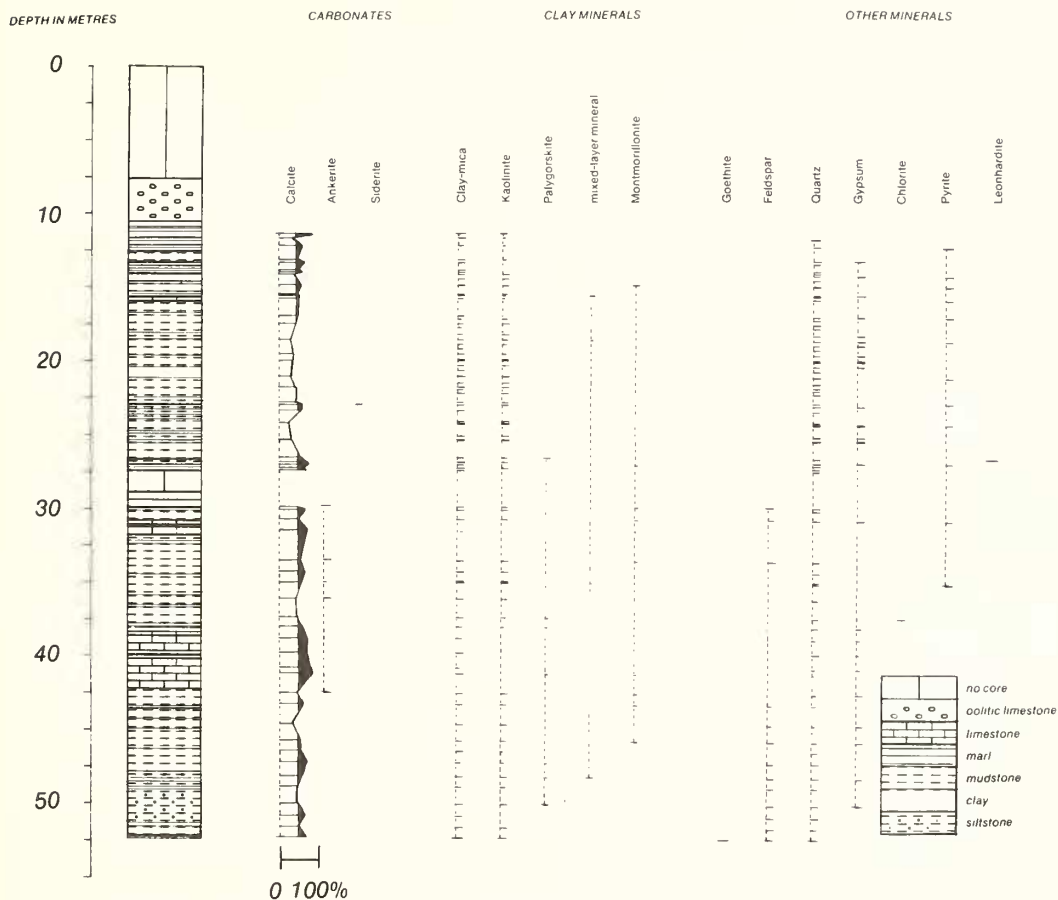 DEPTH IN METRES
CARBONATES
CLAY MINERALS
OTHER MINERALS
Calcite
Ankerite
Siderite
Clay-mica
Kaolinite
Palygorskite
mixed-layer mineral
Montmorillonite
Goethite
Feldspar
Quartz
Gypsum
Chlorite
Pyrite
Leonhardite
0
10
20
30
40
50
0 100%
no core
oolitic limestone
limestone
marl
mudstone
clay
siltstone